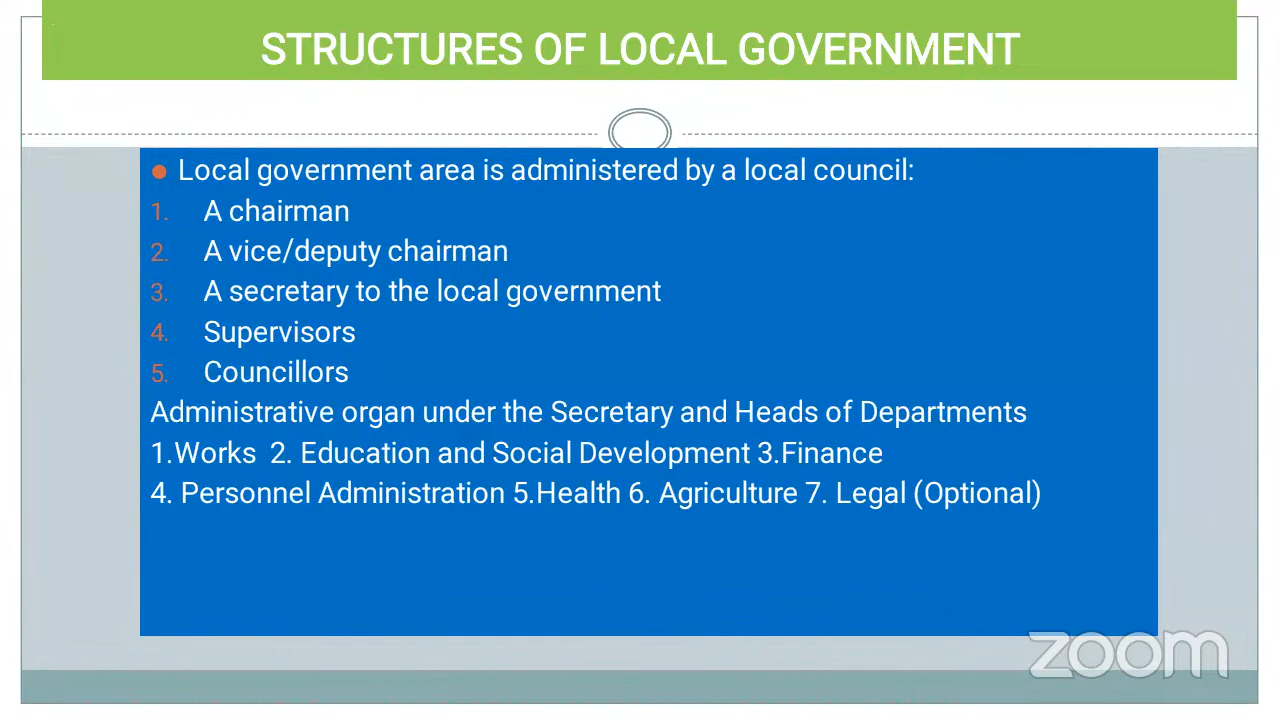 STRUCTURES OF LOCAL GOVERNMENT
● Local government area is administered by a local council:
1. A chairman
2. A vice/deputy chairman
3. A secretary to the local government
4. Supervisors
5. Councillors
Administrative organ under the Secretary and Heads of Departments
1.Works 2. Education and Social Development 3.Finance
4. Personnel Administration 5.Health 6. Agriculture 7. Legal (Optional)
zoom